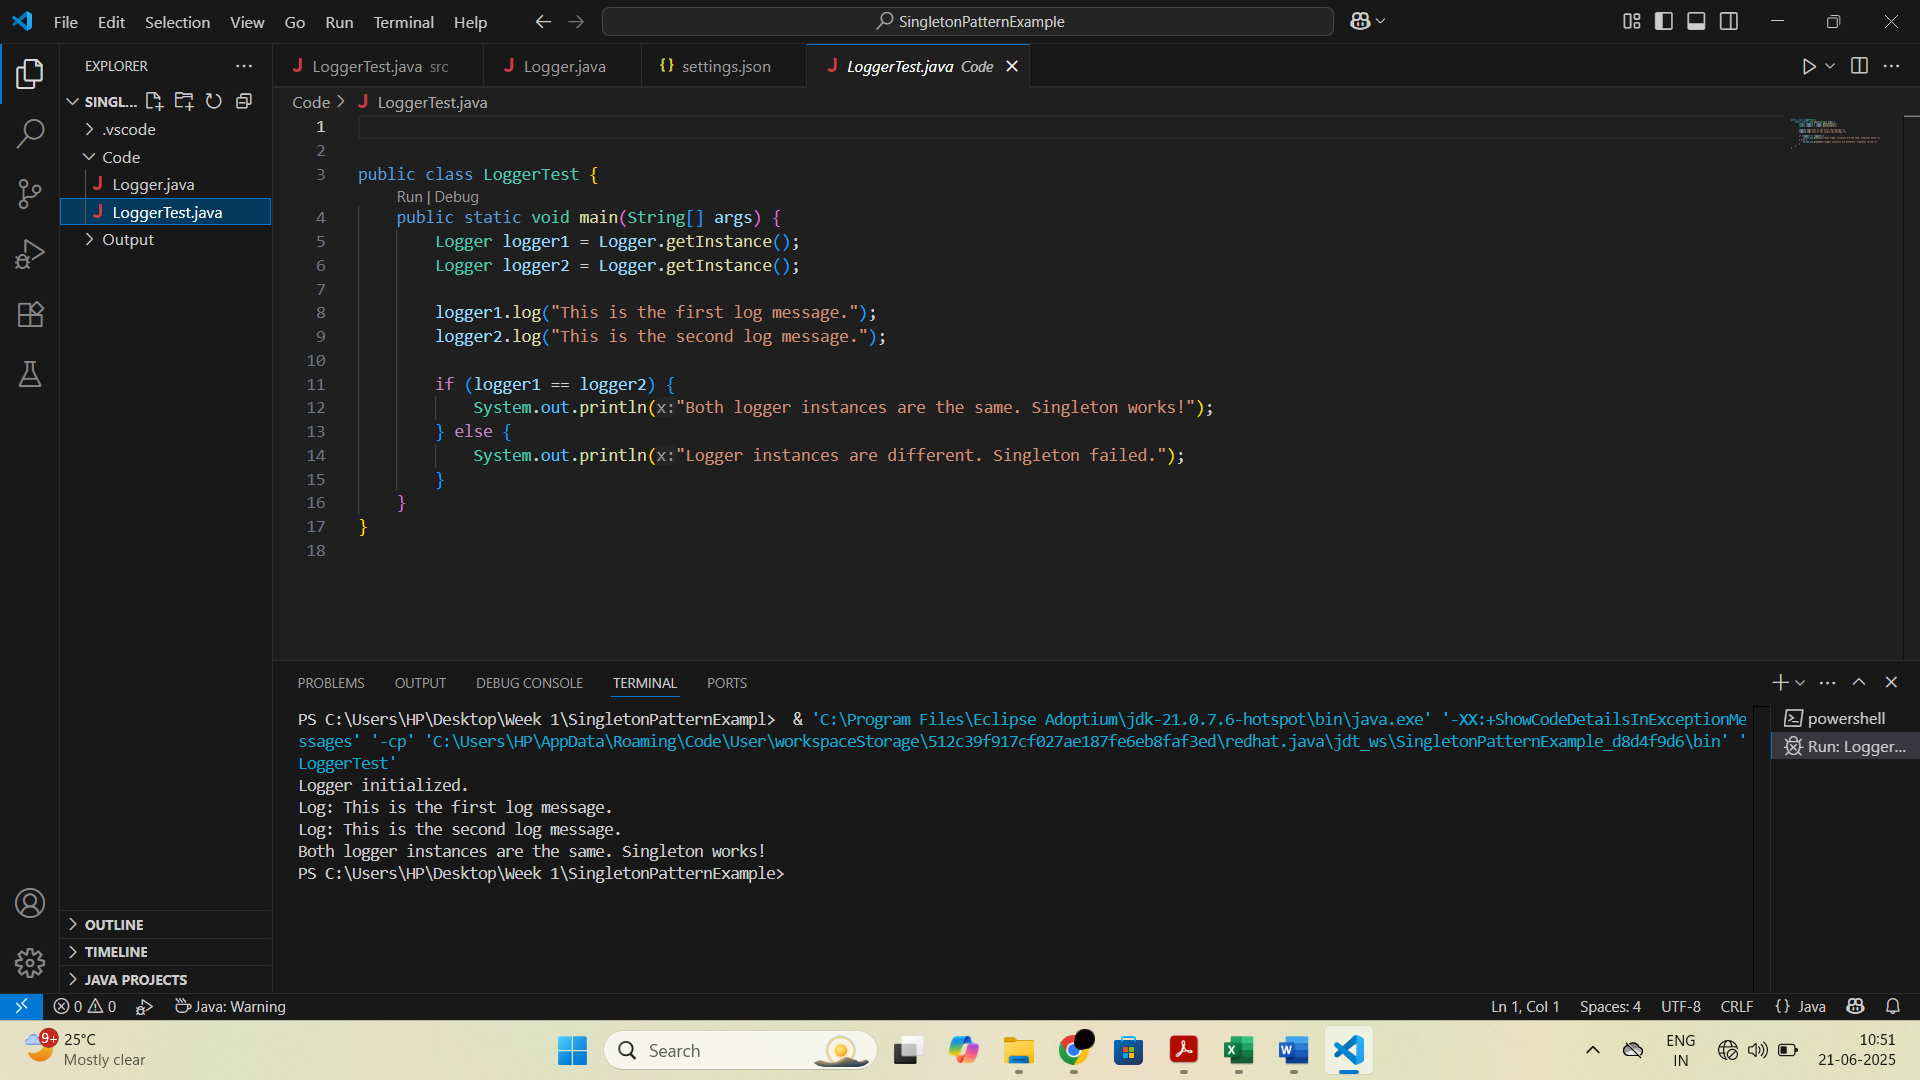 File Edit Selection View Go Run Terminal Help
SingletonPatternExample
EXPLORER
SINGL...
.vscode
Code
Logger.java
LoggerTest.java
Output
OUTLINE
TIMELINE
JAVA PROJECTS
LoggerTest.java src
Logger.java
settings.json
LoggerTest.java Code
Code > LoggerTest.java
1
2
3 public class LoggerTest {
Run | Debug
4 public static void main(String[] args) {
5 Logger logger1 = Logger.getInstance();
6 Logger logger2 = Logger.getInstance();
7
8 logger1.log("This is the first log message.");
9 logger2.log("This is the second log message.");
10
11 if (logger1 == logger2) {
12 System.out.println(x:"Both logger instances are the same. Singleton works!");
13 } else {
14 System.out.println(x:"Logger instances are different. Singleton failed.");
15 }
16 }
17 }
18
PROBLEMS OUTPUT DEBUG CONSOLE TERMINAL PORTS
PS C:\Users\HP\Desktop\Week 1\SingletonPatternExampl> & 'C:\Program Files\Eclipse Adoptium\jdk-21.0.7.6-hotspot\bin\java.exe' '-XX:+ShowCodeDetailsInExceptionMe
ssages' '-cp' 'C:\Users\HP\AppData\Roaming\Code\User\workspaceStorage\512c39f917cf027ae187fe6eb8faf3ed\redhat.java\jdt_ws\SingletonPatternExample_d8d4f9d6\bin' '
LoggerTest'
Logger initialized.
Log: This is the first log message.
Log: This is the second log message.
Both logger instances are the same. Singleton works!
PS C:\Users\HP\Desktop\Week 1\SingletonPatternExample>
powershell
Run: Logger...
0 0
Java: Warning
Ln 1, Col 1 Spaces: 4 UTF-8 CRLF {} Java
9+
25°C
Mostly clear
Search
ENG
IN
10:51
21-06-2025